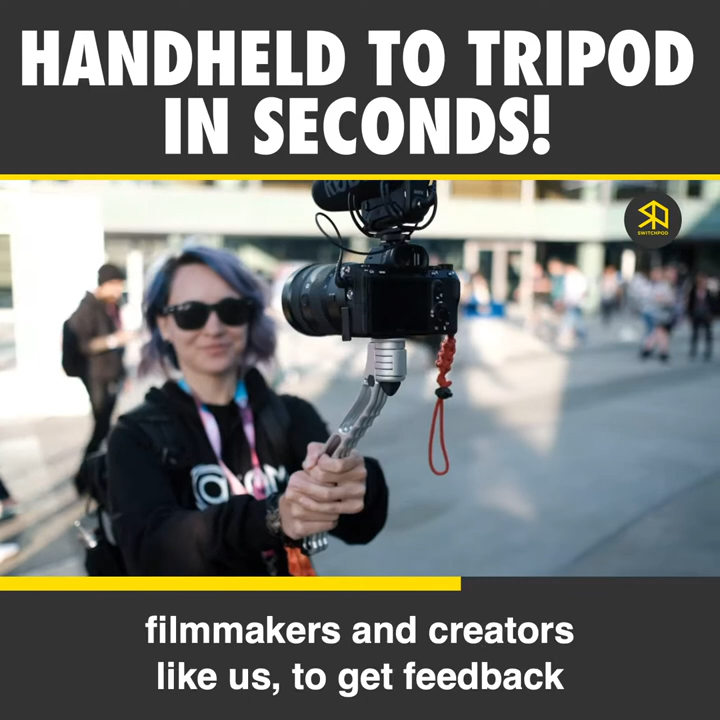 HANDHELD TO TRIPOD
IN SECONDS!
SWITCHPOD
filmmakers and creators
like us, to get feedback